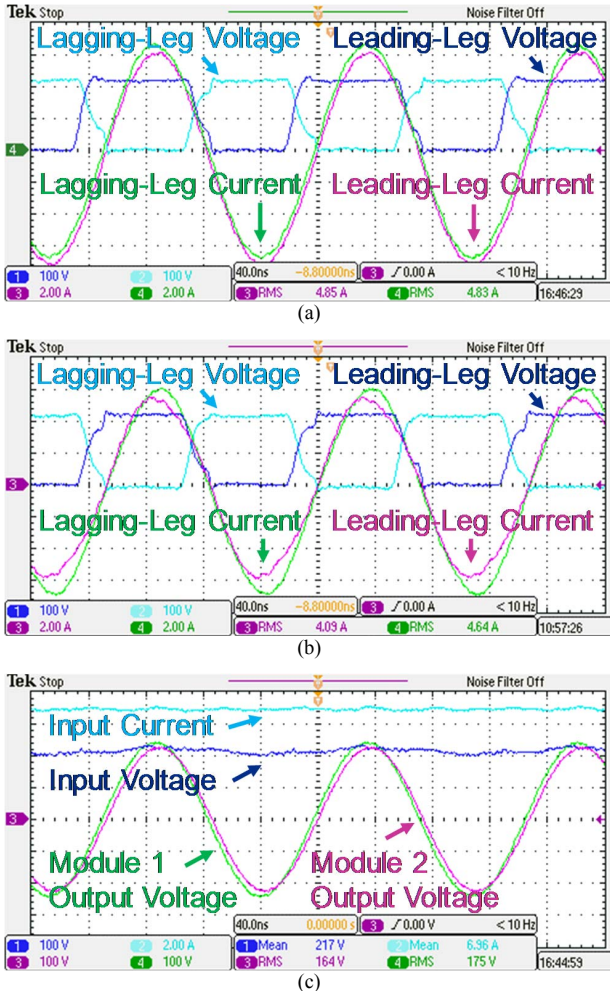 Tek Stop Noise Filter Off
Lagging-Leg Voltage Leading-Leg Voltage
4
Lagging-Leg Current Leading-Leg Current
1 100 V 2 100 V 40.0ns -8.80000ns 3 ∫ 0.00 A < 10 Hz
3 2.00 A 4 2.00 A 3 RMS 4.85 A 4 RMS 4.83 A 16:46:29
(a)
Tek Stop Noise Filter Off
Lagging-Leg Voltage Leading-Leg Voltage
3
Lagging-Leg Current Leading-Leg Current
1 100 V 2 100 V 40.0ns -8.80000ns 3 ∫ 0.00 A < 10 Hz
3 2.00 A 4 2.00 A 3 RMS 4.09 A 4 RMS 4.64 A 10:57:26
(b)
Tek Stop Noise Filter Off
Input Current
Input Voltage
3
Module 1 Module 2
Output Voltage Output Voltage
40.0ns 0.00000 s 3 ∫ 0.00 V < 10 Hz
1 100 V 2 2.00 A 1 Mean 217 V 2 Mean 6.96 A
3 100 V 4 100 V 3 RMS 164 V 4 RMS 175 V 16:44:59
(c)